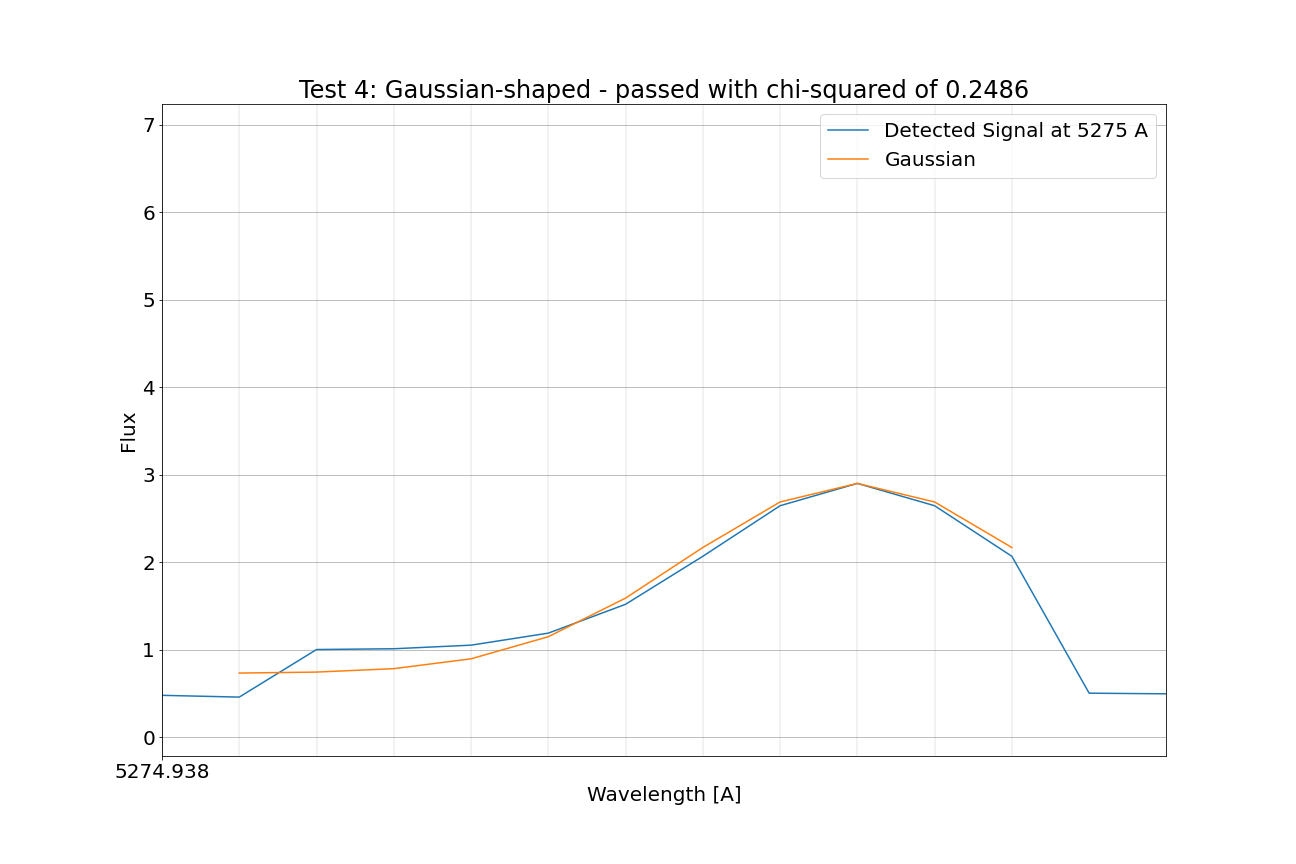 Test 4: Gaussian-shaped - passed with chi-squared of 0.2486
7
Detected Signal at 5275 A
Gaussian
6
5
4
Flux
3
2
1
0
5274.938
Wavelength [A]